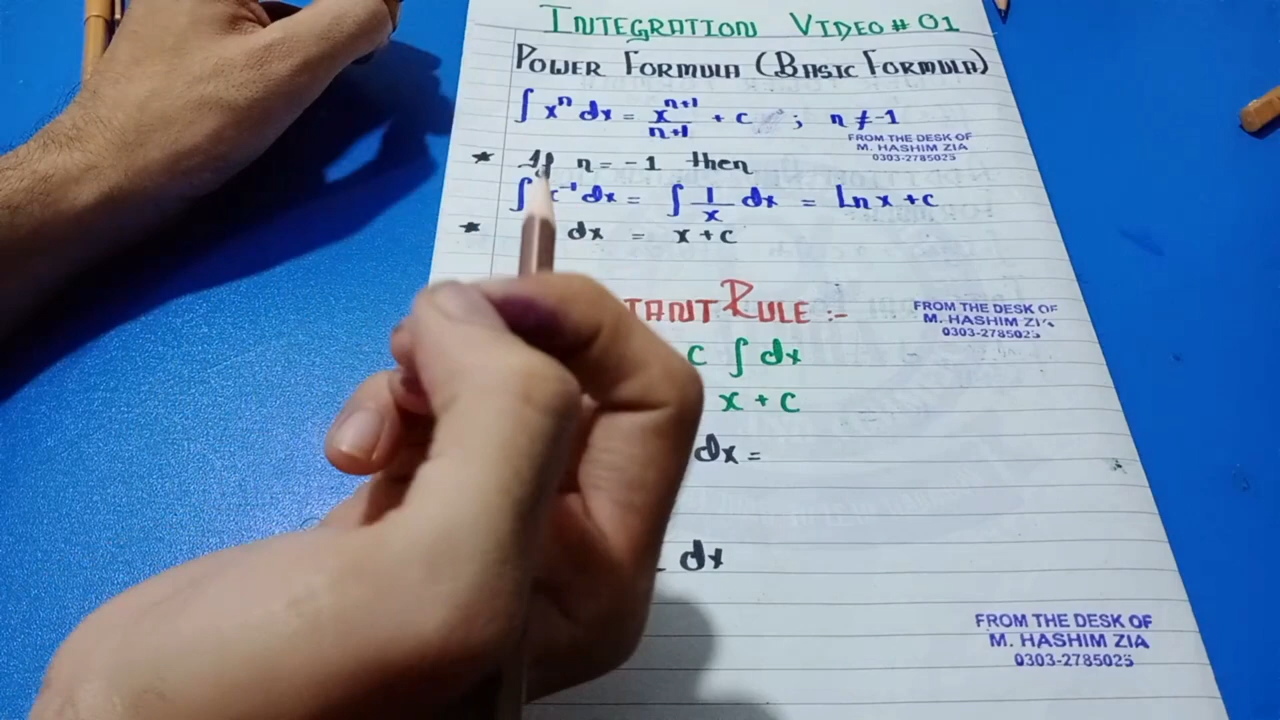 INTEGRATION VIDEO # 01
POWER FORMULA (BASIC FORMULA)
∫ xⁿ dx = xⁿ⁺¹/n+1 + c ; n ≠ -1
FROM THE DESK OF
M. HASHIM ZIA
0303-2785025
* If n = -1 then
∫ x⁻¹ dx = ∫ 1/x dx = Ln x + c
* dx = x + c
RULE :-
FROM THE DESK OF
M. HASHIM ZIA
0303-2785025
c ∫ dx
x + c
dx =
dx
FROM THE DESK OF
M. HASHIM ZIA
0303-2785025